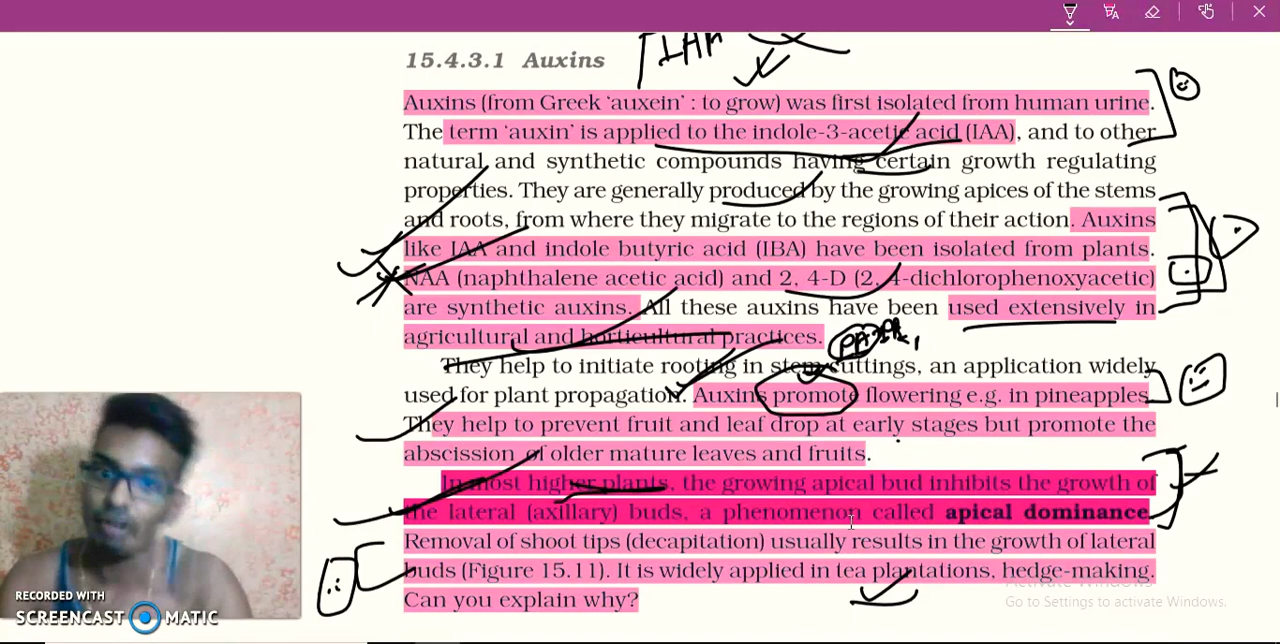 15.4.3.1 Auxins
Auxins (from Greek ‘auxein’ : to grow) was first isolated from human urine.
The term ‘auxin’ is applied to the indole-3-acetic acid (IAA), and to other
natural and synthetic compounds having certain growth regulating
properties. They are generally produced by the growing apices of the stems
and roots, from where they migrate to the regions of their action. Auxins
like IAA and indole butyric acid (IBA) have been isolated from plants.
NAA (naphthalene acetic acid) and 2, 4-D (2, 4-dichlorophenoxyacetic)
are synthetic auxins. All these auxins have been used extensively in
agricultural and horticultural practices.
They help to initiate rooting in stem cuttings, an application widely
used for plant propagation. Auxins promote flowering e.g. in pineapples.
They help to prevent fruit and leaf drop at early stages but promote the
abscission of older mature leaves and fruits.
In most higher plants, the growing apical bud inhibits the growth of
the lateral (axillary) buds, a phenomenon called apical dominance.
Removal of shoot tips (decapitation) usually results in the growth of lateral
buds (Figure 15.11). It is widely applied in tea plantations, hedge-making.
Can you explain why?
Activate Windows
Go to Settings to activate Windows.
RECORDED WITH
SCREENCAST MATIC